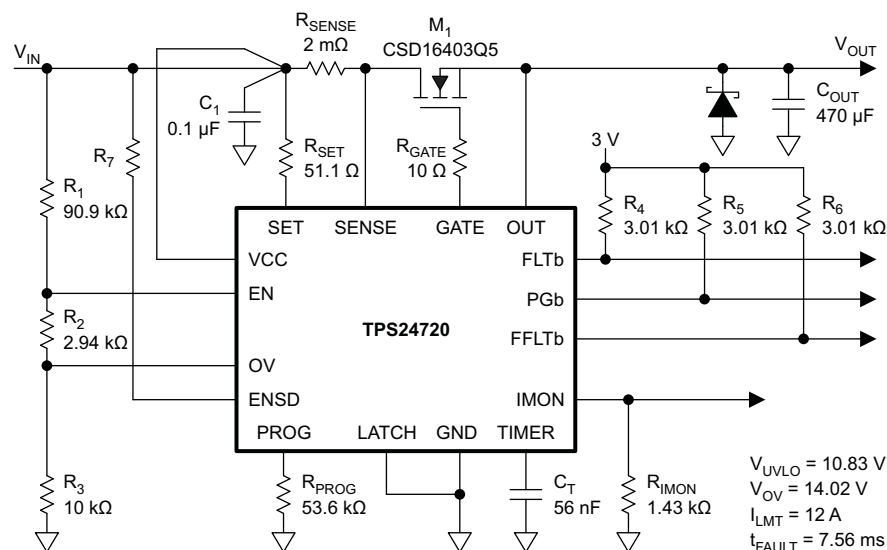 R_SENSE
2 mΩ
M_1
CSD16403Q5
V_IN
V_OUT
C_1
0.1 µF
C_OUT
470 µF
R_7
R_SET
51.1 Ω
R_GATE
10 Ω
3 V
R_1
90.9 kΩ
R_4
3.01 kΩ
R_5
3.01 kΩ
R_6
3.01 kΩ
SET
SENSE
GATE
OUT
VCC
FLTb
EN
PGb
R_2
2.94 kΩ
TPS24720
FFLTb
OV
ENSD
IMON
PROG
LATCH
GND
TIMER
R_3
10 kΩ
R_PROG
53.6 kΩ
C_T
56 nF
R_IMON
1.43 kΩ
V_UVLO = 10.83 V
V_OV = 14.02 V
I_LMT = 12 A
t_FAULT = 7.56 ms